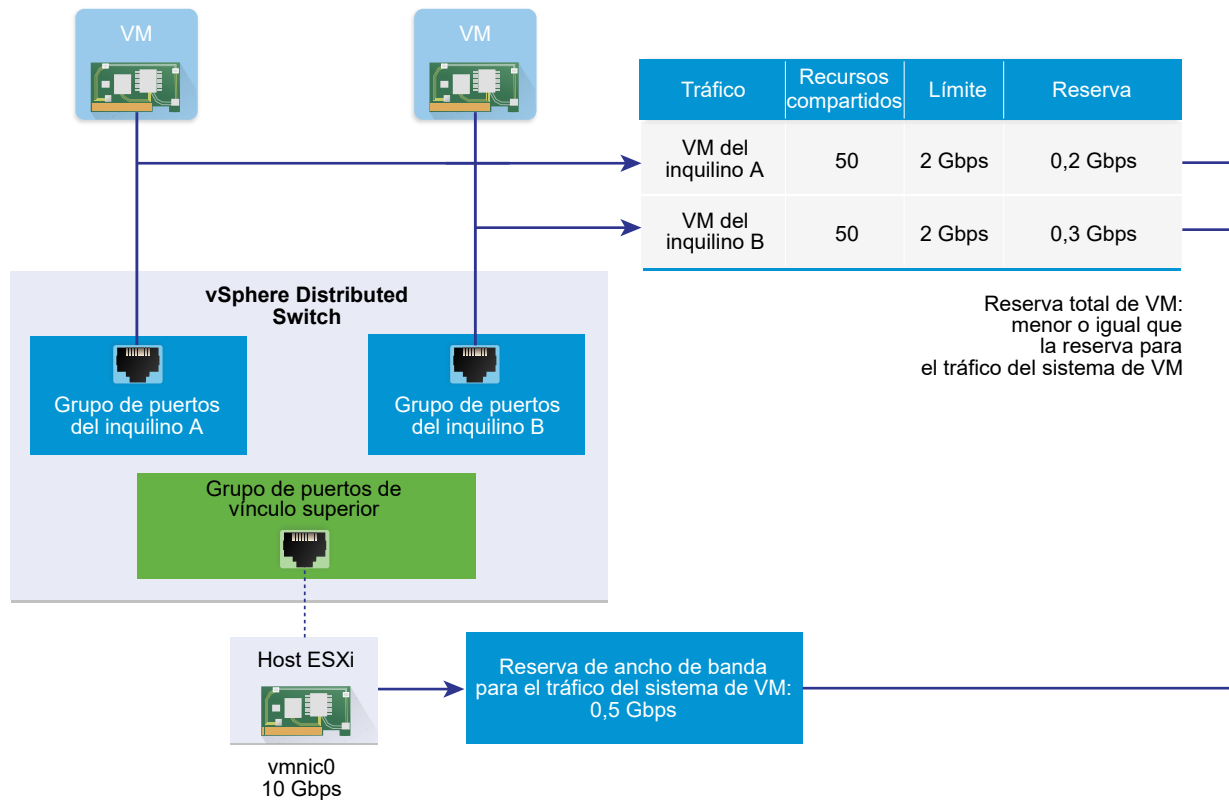 VM
VM
Tráfico
Recursos
compartidos
Límite
Reserva
VM del
inquilino A
50
2 Gbps
0,2 Gbps
VM del
inquilino B
50
2 Gbps
0,3 Gbps
Reserva total de VM:
menor o igual que
la reserva para
el tráfico del sistema de VM
vSphere Distributed
Switch
Grupo de puertos
del inquilino A
Grupo de puertos
del inquilino B
Grupo de puertos de
vínculo superior
Host ESXi
Reserva de ancho de banda
para el tráfico del sistema de VM:
0,5 Gbps
vmnic0
10 Gbps